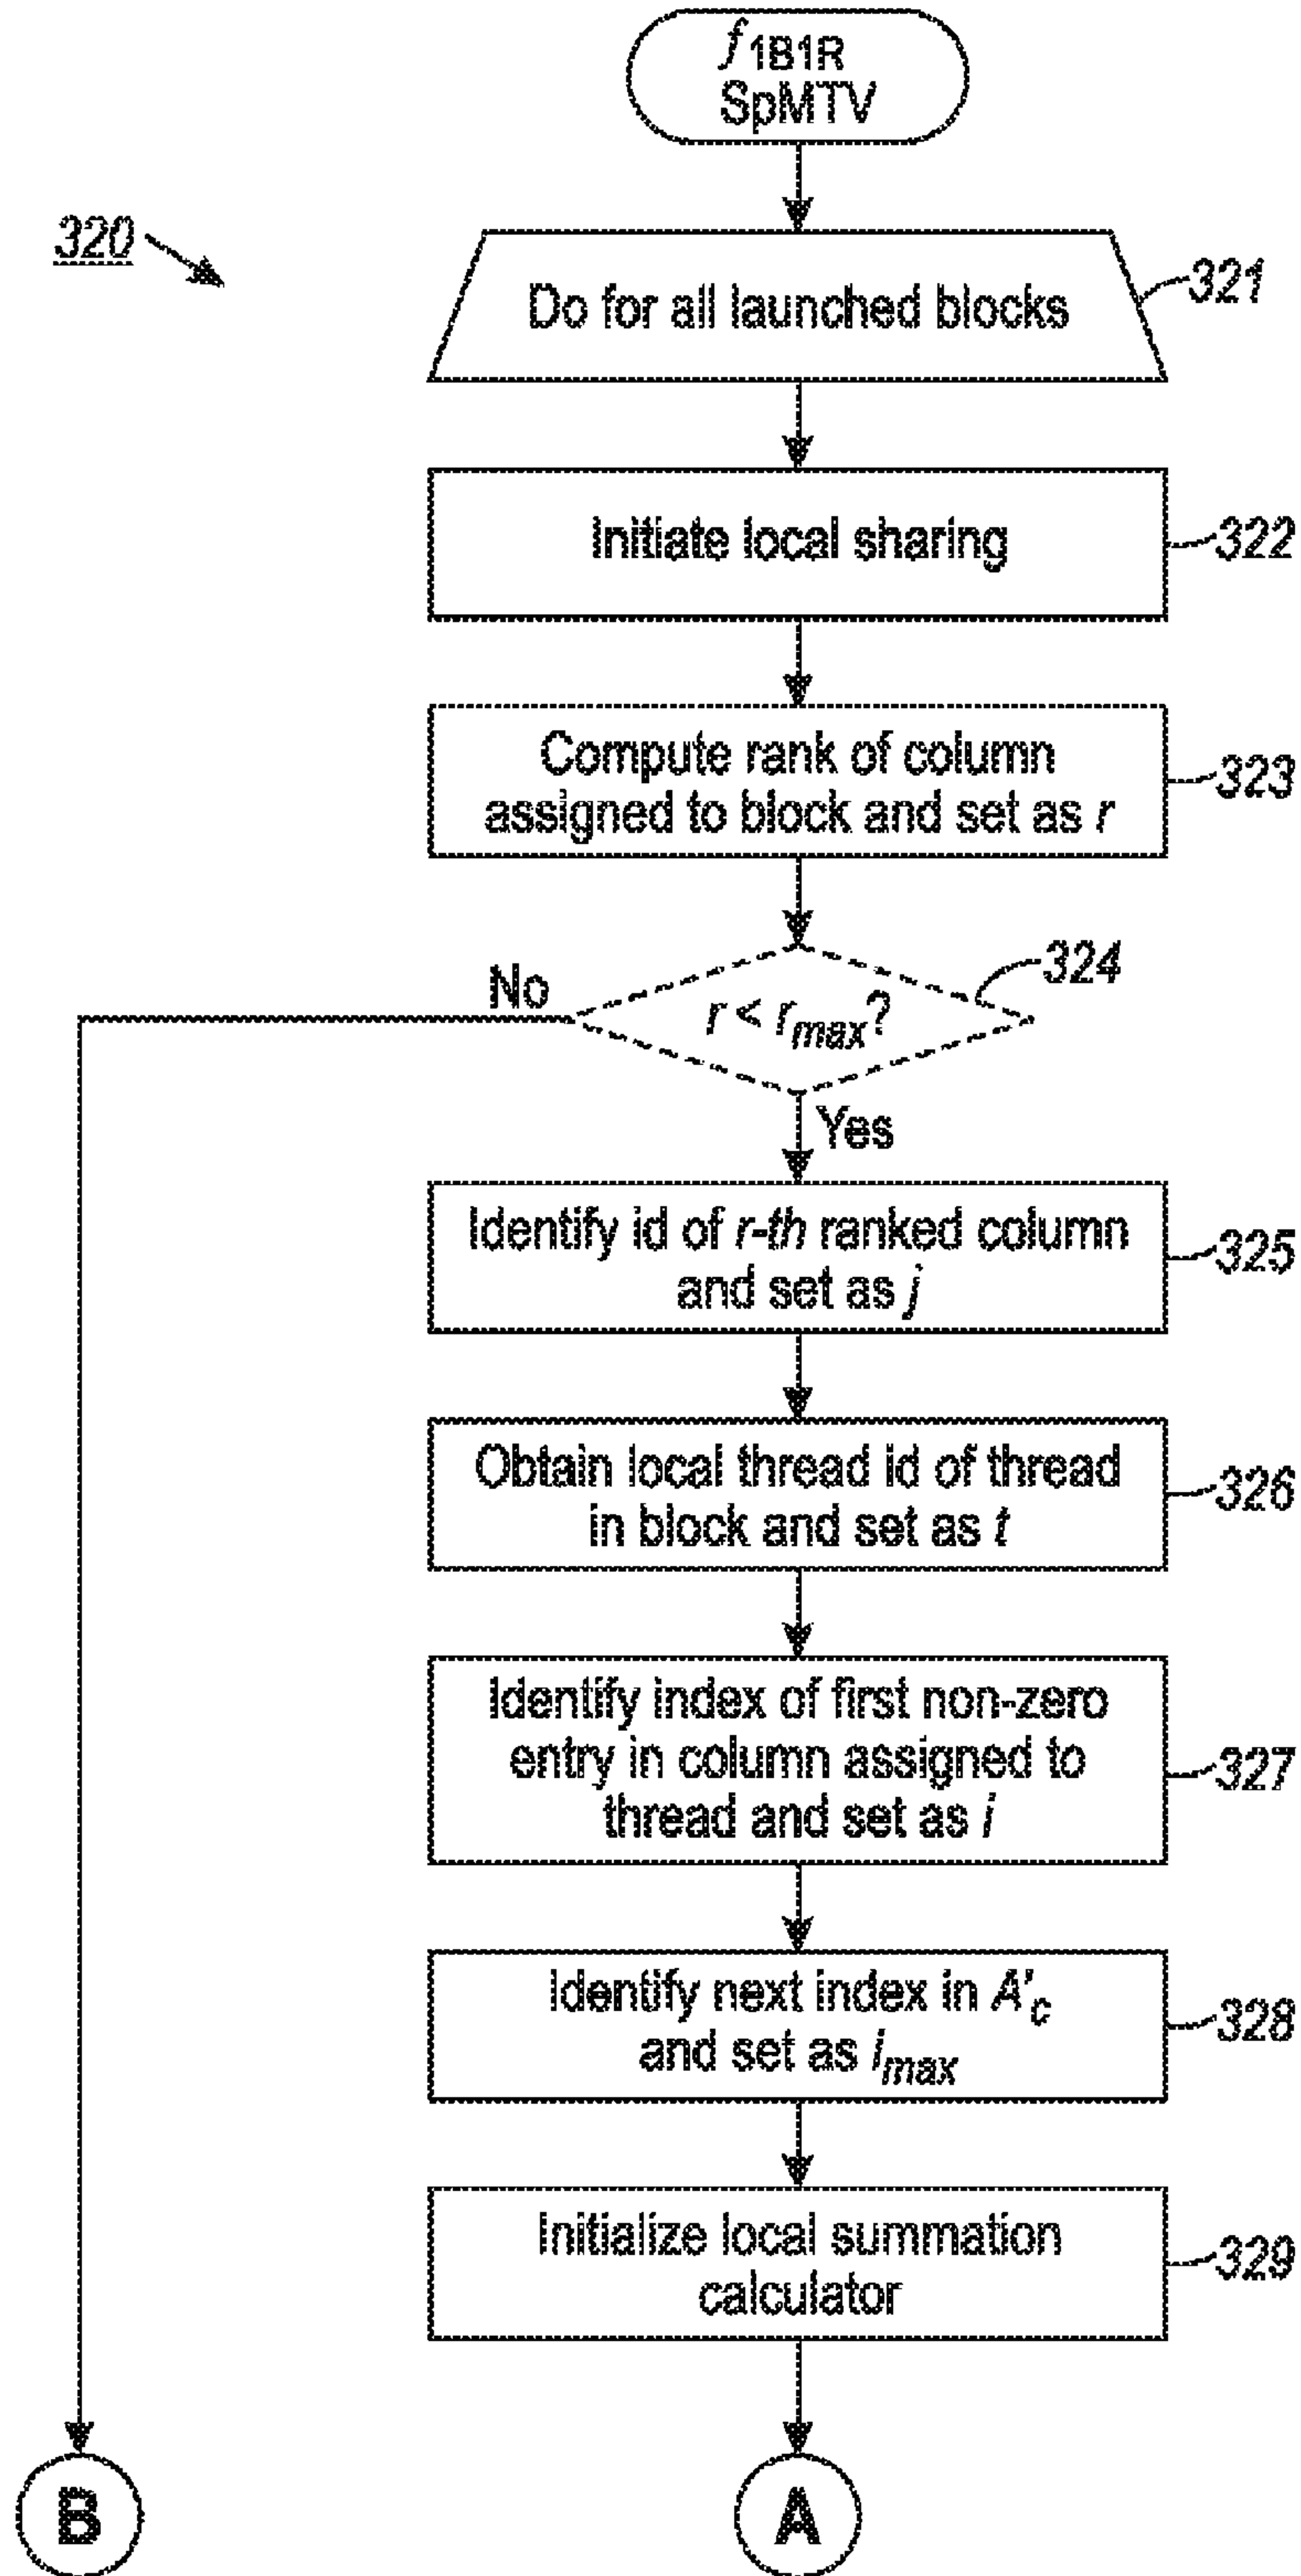 f1B1R
SpMTV
320
Do for all launched blocks
321
Initiate local sharing
322
Compute rank of column
assigned to block and set as r
323
324
No
r < rmax?
Yes
Identify id of r-th ranked column
and set as j
325
Obtain local thread id of thread
in block and set as t
326
Identify index of first non-zero
entry in column assigned to
thread and set as i
327
Identify next index in A'c
and set as imax
328
Initialize local summation
calculator
329
B
A